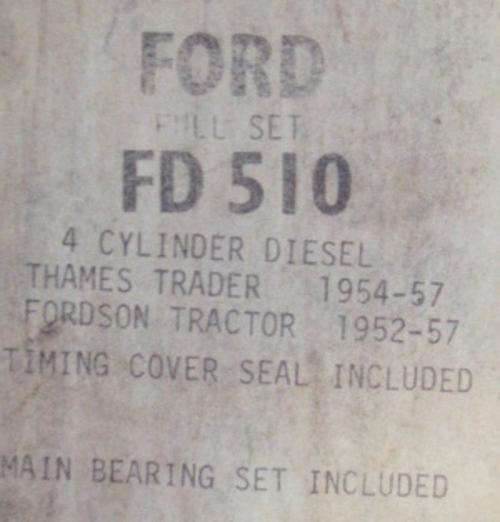 FORD
FULL SET
FD 510
4 CYLINDER DIESEL
THAMES TRADER 1954-57
FORDSON TRACTOR 1952-57
TIMING COVER SEAL INCLUDED
MAIN BEARING SET INCLUDED